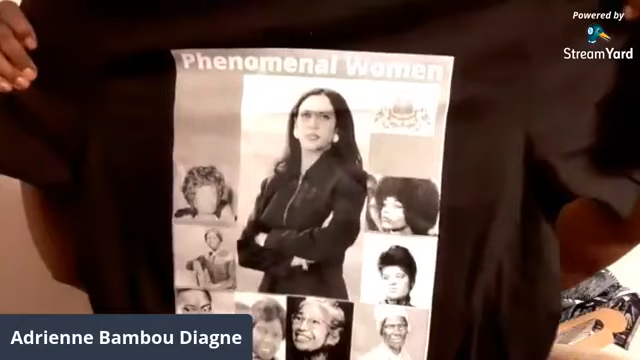 Powered by
StreamYard
Phenomenal Women
Adrienne Bambou Diagne